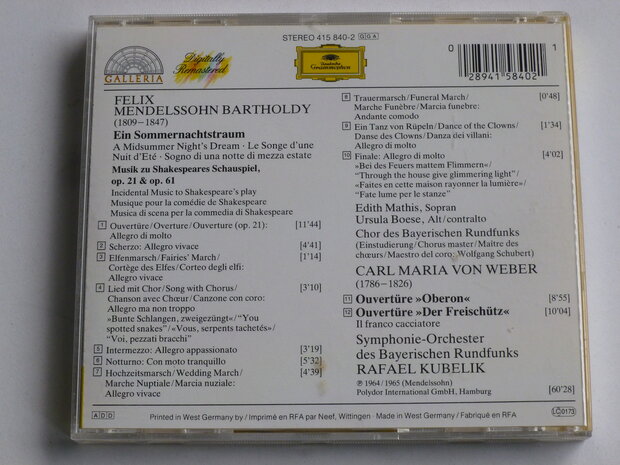 STEREO 415 840-2 GGA
GALLERIA
Digitally
Remastered
Deutsche
Grammophon
0 28941 58402 1
FELIX
MENDELSSOHN BARTHOLDY
(1809–1847)
Ein Sommernachtstraum
A Midsummer Night's Dream · Le Songe d'une
Nuit d'Eté · Sogno di una notte di mezza estate
Musik zu Shakespeares Schauspiel,
op. 21 & op. 61
Incidental Music to Shakespeare's play
Musique pour la comédie de Shakespeare
Musica di scena per la commedia di Shakespeare
1 Ouvertüre/Overture/Ouverture (op. 21): [11'44]
Allegro di molto
2 Scherzo: Allegro vivace [4'41]
3 Elfenmarsch/Fairies' March/ [1'14]
Cortège des Elfes/Corteo degli elfi:
Allegro vivace
4 Lied mit Chor/Song with Chorus/ [3'10]
Chanson avec Chœur/Canzone con coro:
Allegro ma non troppo
»Bunte Schlangen, zweigezüngt«/“You
spotted snakes”/«Vous, serpents tachetés»/
“Voi, pezzati bracchi”
5 Intermezzo: Allegro appassionato [3'19]
6 Notturno: Con moto tranquillo [5'32]
7 Hochzeitsmarsch/Wedding March/ [4'39]
Marche Nuptiale/Marcia nuziale:
Allegro vivace
8 Trauermarsch/Funeral March/ [0'48]
Marche Funèbre/Marcia funebre:
Andante comodo
9 Ein Tanz von Rüpeln/Dance of the Clowns/ [1'34]
Danse des Clowns/Danza dei villani:
Allegro di molto
10 Finale: Allegro di molto [4'02]
»Bei des Feuers mattem Flimmern«/
“Through the house give glimmering light”/
«Faites en cette maison rayonner la lumière»/
“Fate lume per le stanze”
Edith Mathis, Sopran
Ursula Boese, Alt/contralto
Chor des Bayerischen Rundfunks
(Einstudierung/Chorus master/Maître des
chœurs/Maestro del coro: Wolfgang Schubert)
CARL MARIA VON WEBER
(1786–1826)
11 Ouvertüre »Oberon« [8'55]
12 Ouvertüre »Der Freischütz« [10'04]
Il franco cacciatore
Symphonie-Orchester
des Bayerischen Rundfunks
RAFAEL KUBELIK
℗ 1964/1965 (Mendelssohn)
Polydor International GmbH, Hamburg [60'28]
ADD
Printed in West Germany by / Imprimé en RFA par Neef, Wittingen · Made in West Germany / Fabriqué en RFA
LC 0173